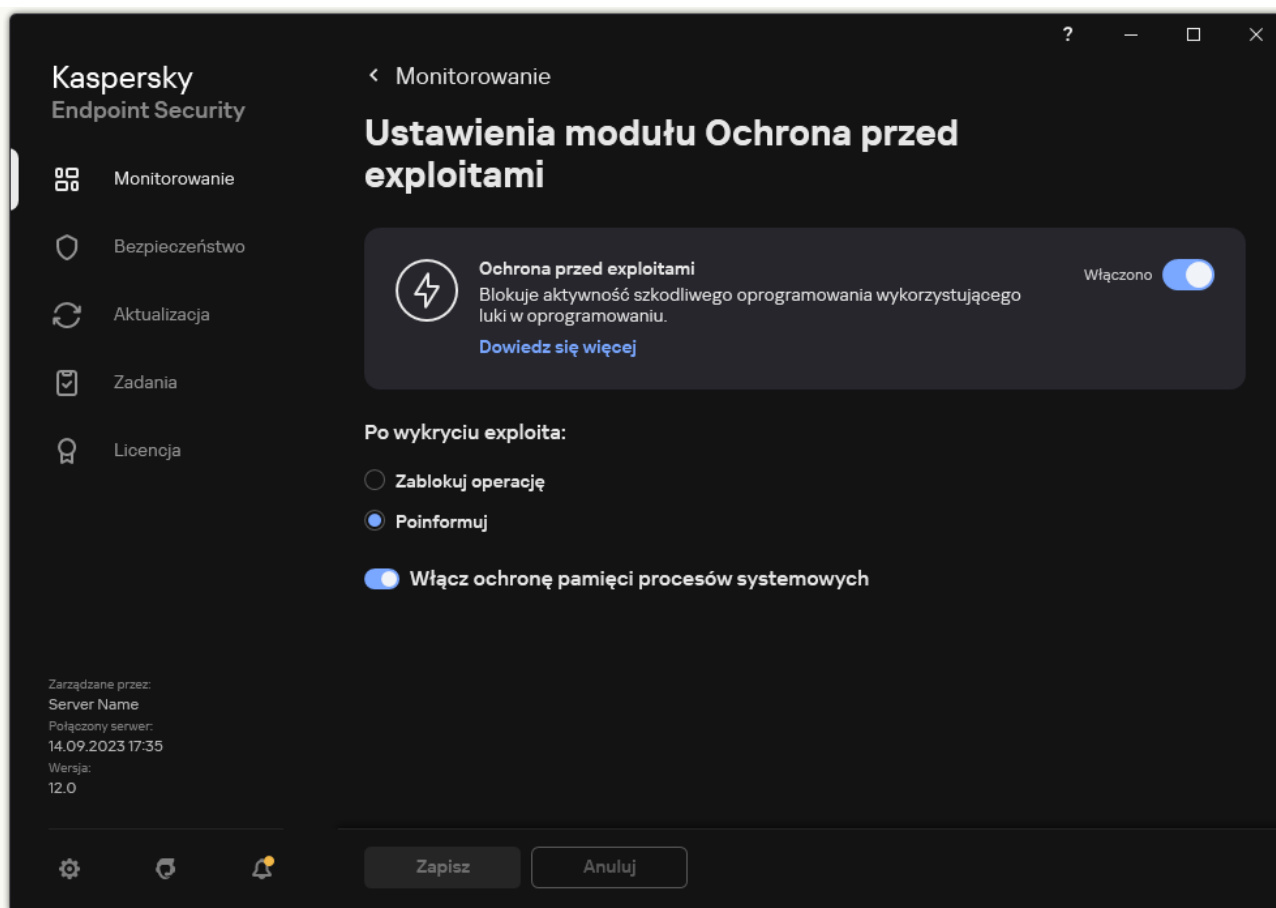 ?
Kaspersky
Endpoint Security
Monitorowanie
Bezpieczeństwo
Aktualizacja
Zadania
Licencja
Zarządzane przez:
Server Name
Połączony serwer:
14.09.2023 17:35
Wersja:
12.0
Monitorowanie
Ustawienia modułu Ochrona przed
exploitami
Ochrona przed exploitami
Blokuje aktywność szkodliwego oprogramowania wykorzystującego
luki w oprogramowaniu.
Dowiedz się więcej
Włączono
Po wykryciu exploita:
Zablokuj operację
Poinformuj
Włącz ochronę pamięci procesów systemowych
Zapisz
Anuluj